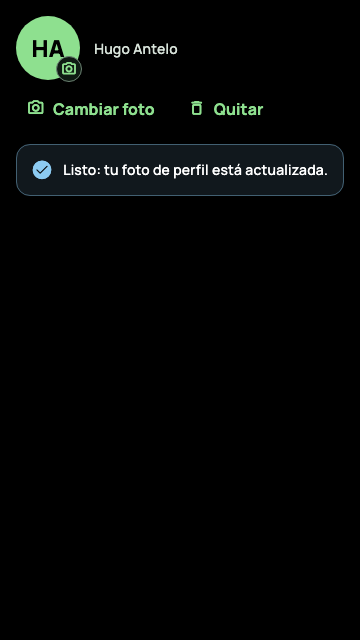 HA
Hugo Antelo
Cambiar foto
Quitar
Listo: tu foto de perfil está actualizada.